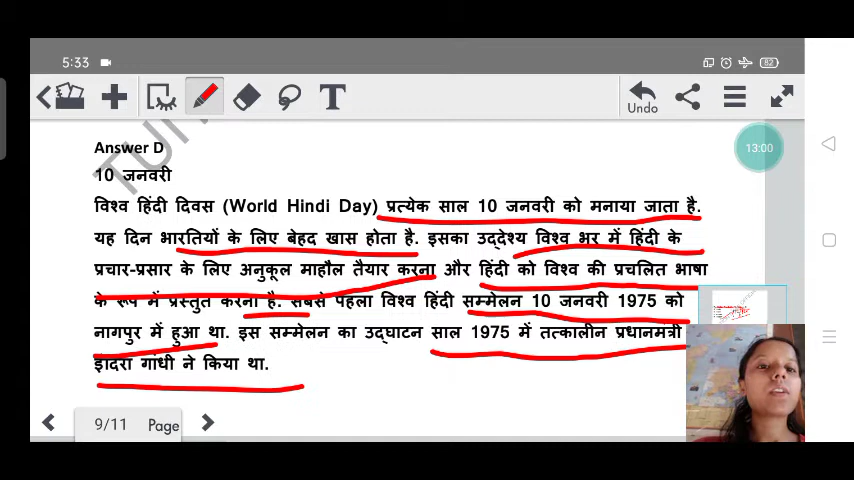 5:33
82
T
Undo
13:00
Answer D
10 जनवरी
विश्व हिंदी दिवस (World Hindi Day) प्रत्येक साल 10 जनवरी को मनाया जाता है.
यह दिन भारतियों के लिए बेहद खास होता है. इसका उद्देश्य विश्व भर में हिंदी के
प्रचार-प्रसार के लिए अनुकूल माहौल तैयार करना और हिंदी को विश्व की प्रचलित भाषा
के रूप में प्रस्तुत करना है. सबसे पहला विश्व हिंदी सम्मेलन 10 जनवरी 1975 को
नागपुर में हुआ था. इस सम्मेलन का उद्घाटन साल 1975 में तत्कालीन प्रधानमंत्री
इंदिरा गांधी ने किया था.
9/11 Page